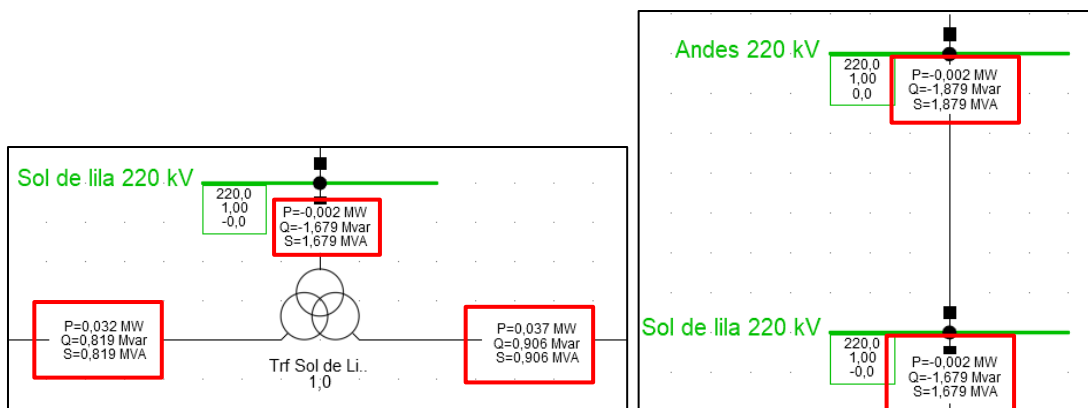 Sol de lila 220 kV
220,0
1,00
-0,0
P=-0,002 MW
Q=-1,679 Mvar
S=1,679 MVA
P=0,032 MW
Q=0,819 Mvar
S=0,819 MVA
P=0,037 MW
Q=0,906 Mvar
S=0,906 MVA
Trf Sol de Li..
1,0
Andes 220 kV
220,0
1,00
0,0
P=-0,002 MW
Q=-1,879 Mvar
S=1,879 MVA
Sol de lila 220 kV
220,0
1,00
-0,0
P=-0,002 MW
Q=-1,679 Mvar
S=1,679 MVA